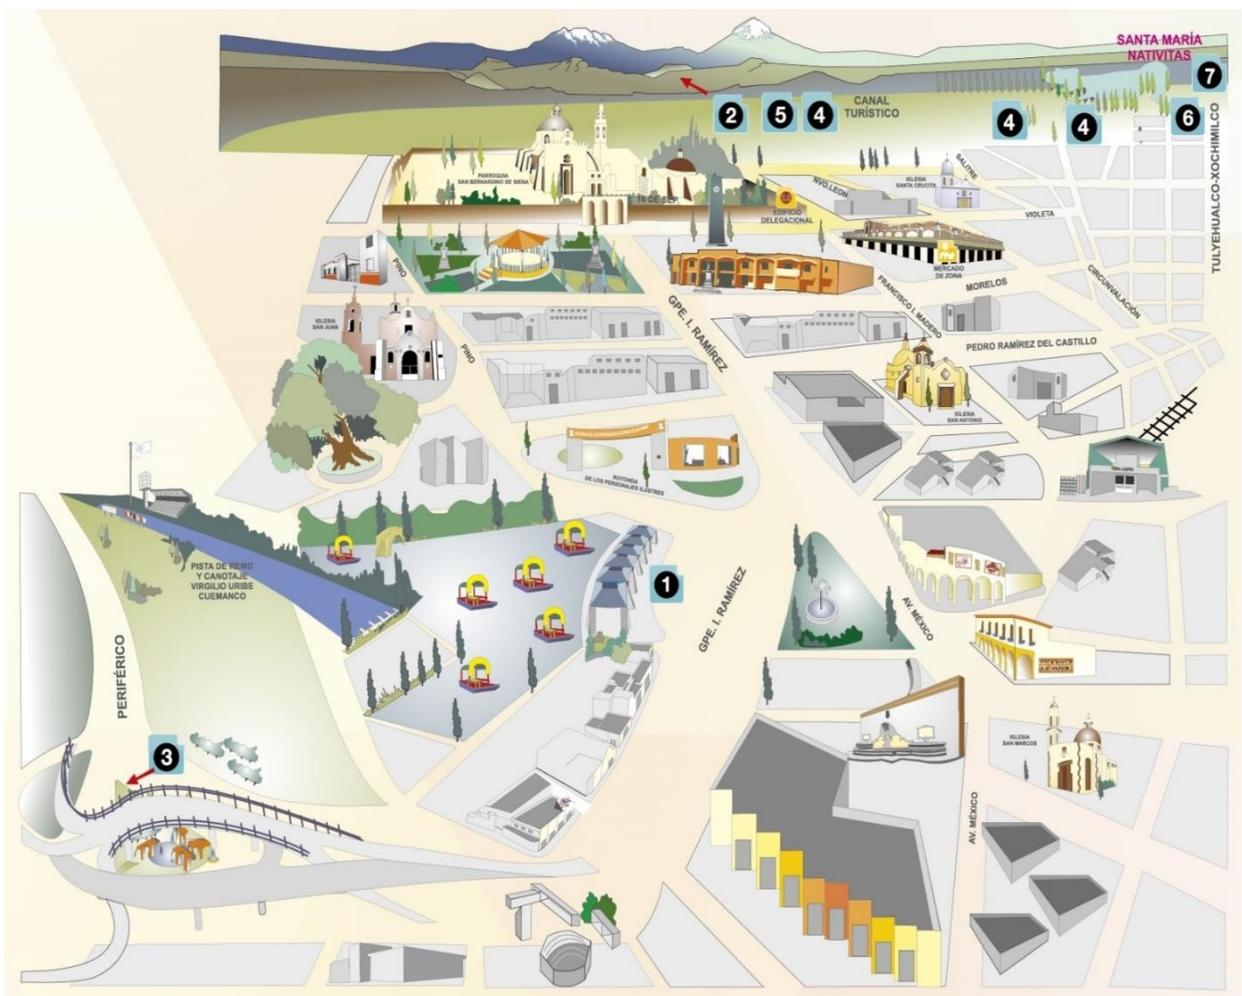 SANTA MARÍA
NATIVITAS
7
2
5
4
CANAL
TURÍSTICO
4
4
6
TULYEHUALCO-XOCHIMILCO
PARROQUIA
SAN BERNARDINO DE SIENA
16 DE SEP.
EDIFICIO
DELEGACIONAL
NVO.LEON
IGLESIA
SANTA CRUCITA
SALITRE
VIOLETA
PINO
MERCADO
DE ZONA
MORELOS
CIRCUNVALACIÓN
FRANCISCO I. MADERO
GPE. I. RAMÍREZ
IGLESIA
SAN JUAN
PINO
PEDRO RAMÍREZ DEL CASTILLO
IGLESIA
SAN ANTONIO
ROTONDA
DE LOS PERSONAJES ILUSTRES
PISTA DE REMO
Y CANOTAJE
VIRGILIO URIBE
CUEMANCO
1
GPE. I. RAMÍREZ
AV. MÉXICO
PERIFÉRICO
3
IGLESIA
SAN MARCOS
AV. MÉXICO